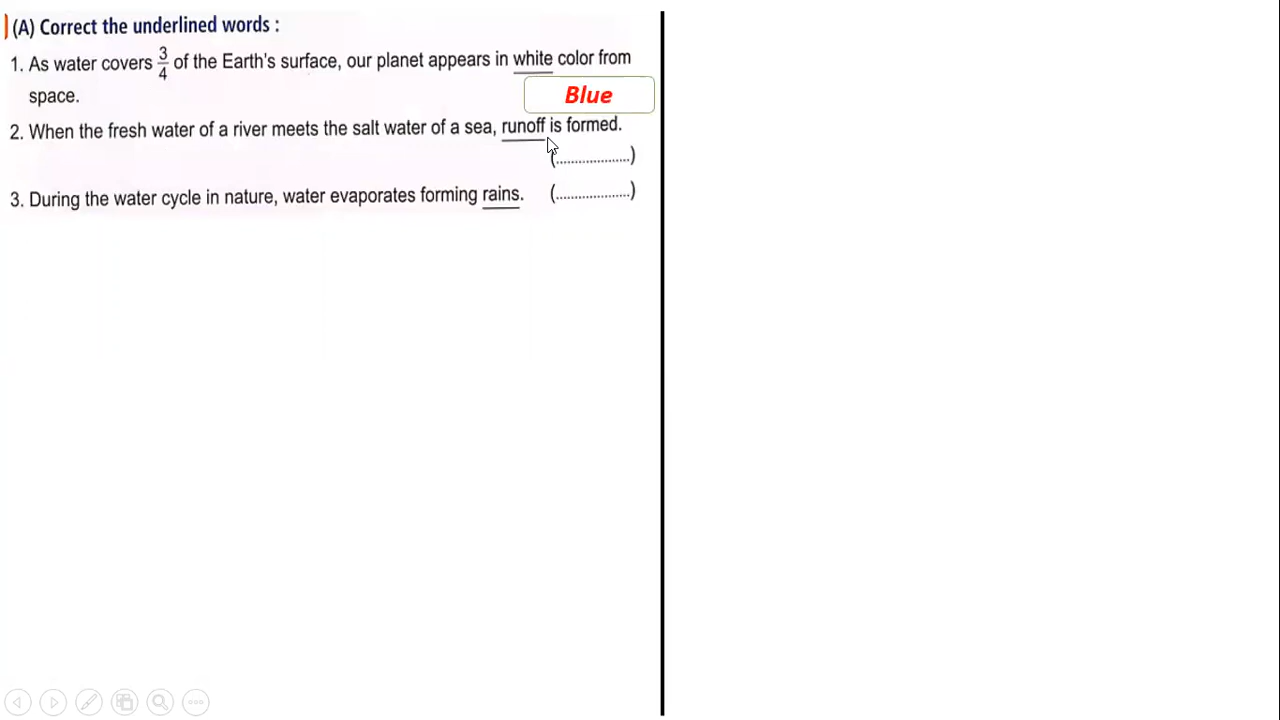 (A) Correct the underlined words :
1. As water covers 3/4 of the Earth's surface, our planet appears in white color from
space.
Blue
2. When the fresh water of a river meets the salt water of a sea, runoff is formed.
(....................)
3. During the water cycle in nature, water evaporates forming rains. (....................)